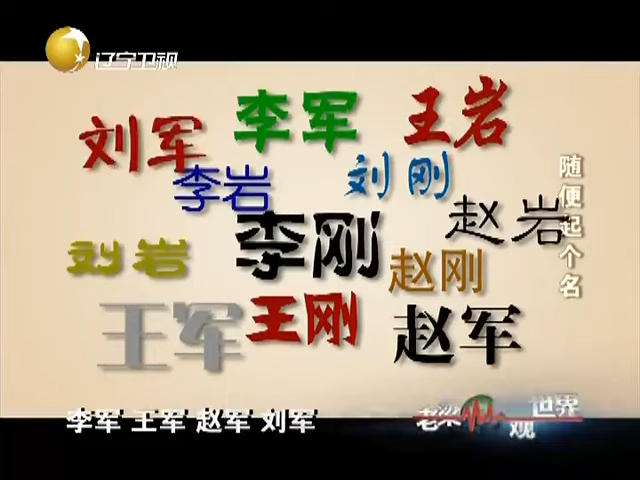 辽宁卫视
刘军
李军
王岩
李岩
刘刚
赵岩
刘岩
李刚
赵刚
王军
王刚
赵军
随便起个名
李军 王军 赵军 刘军
老梁观世界